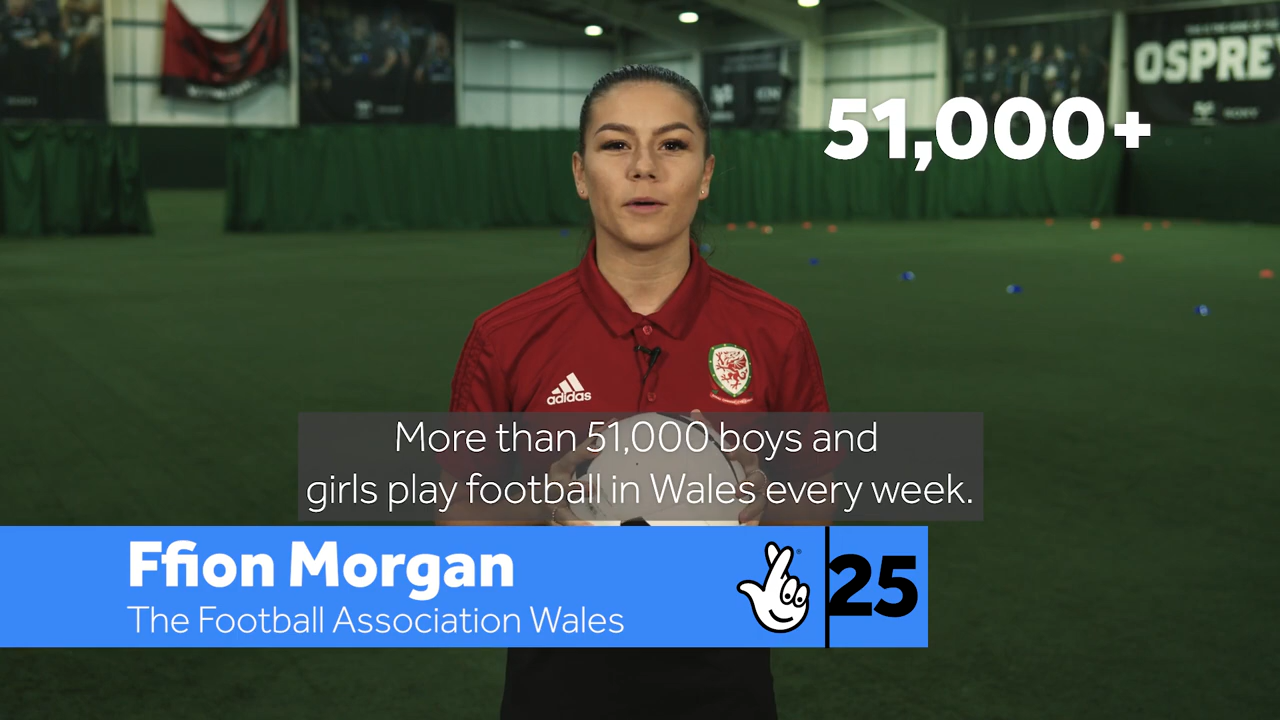 OSPREY
51,000+
adidas
More than 51,000 boys and
girls play football in Wales every week.
Ffion Morgan
The Football Association Wales
25